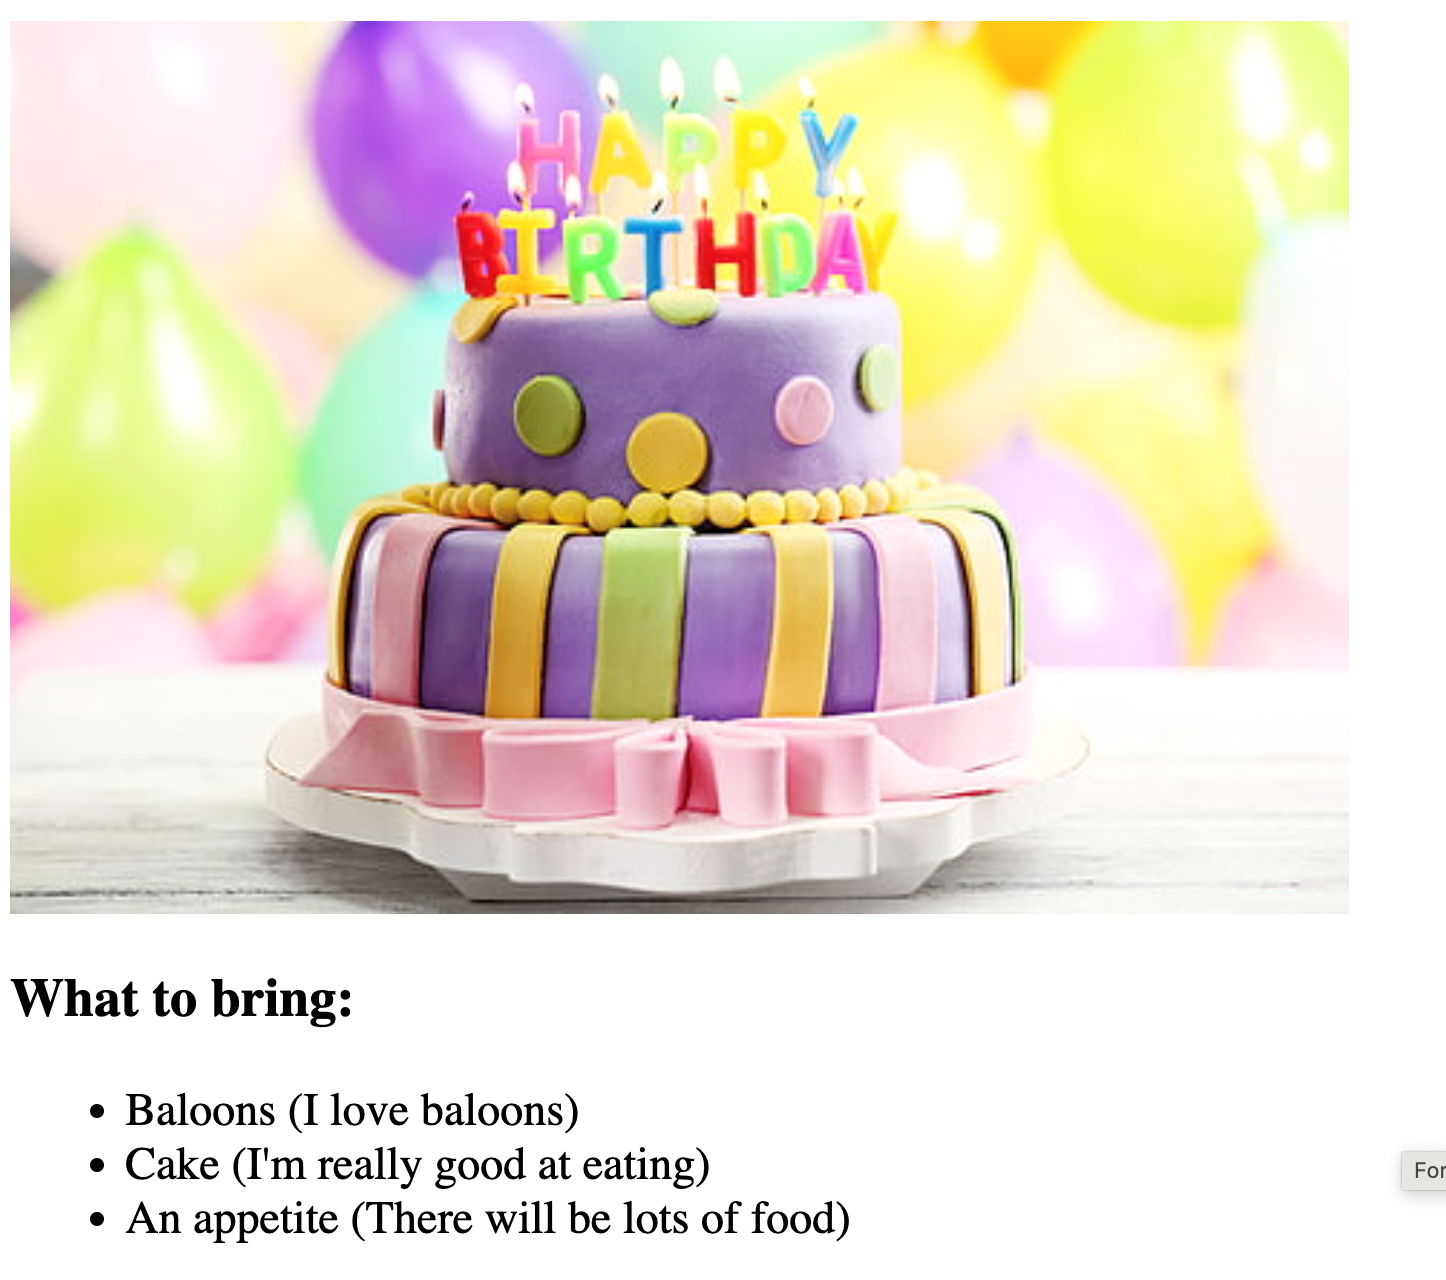 HAPPY
BIRTHDAY
What to bring:
Baloons (I love baloons)
Cake (I'm really good at eating)
An appetite (There will be lots of food)
For